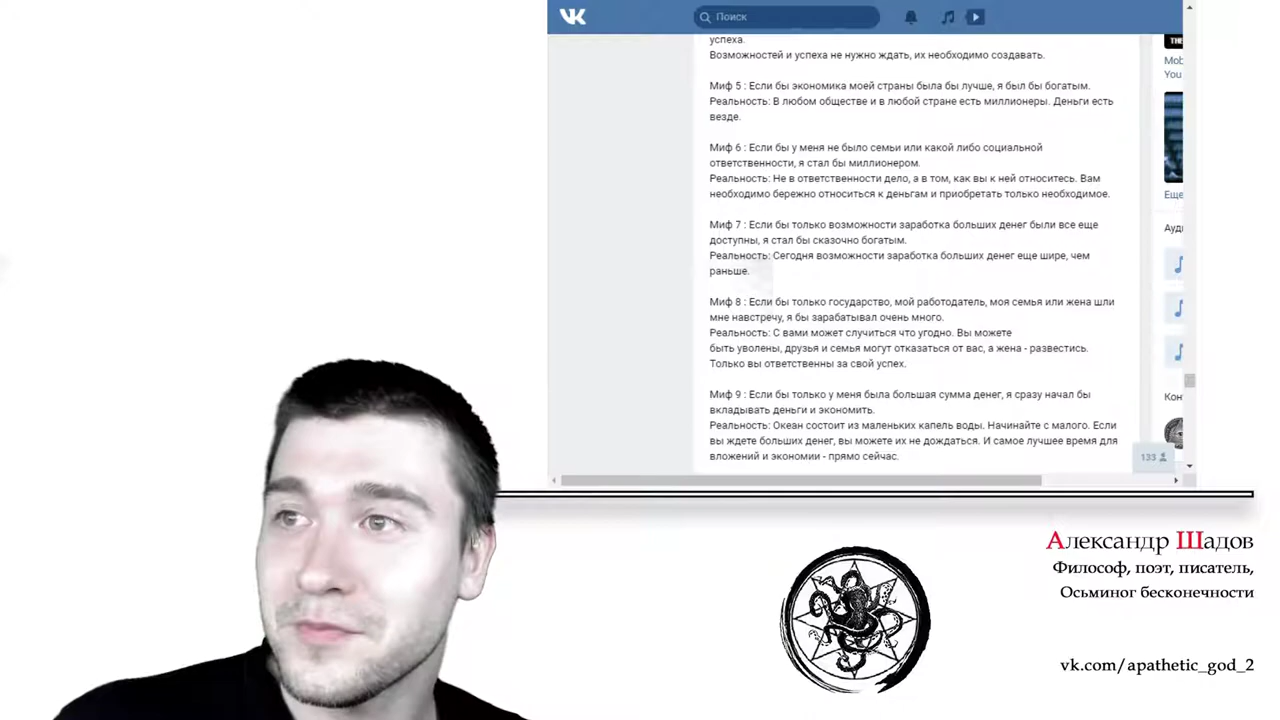 Поиск
успеха.
Возможностей и успеха не нужно ждать, их необходимо создавать.
Миф 5 : Если бы экономика моей страны была бы лучше, я был бы богатым.
Реальность: В любом обществе и в любой стране есть миллионеры. Деньги есть
везде.
Миф 6 : Если бы у меня не было семьи или какой либо социальной
ответственности, я стал бы миллионером.
Реальность: Не в ответственности дело, а в том, как вы к ней относитесь. Вам
необходимо бережно относиться к деньгам и приобретать только необходимое.
Миф 7 : Если бы только возможности заработка больших денег были все еще
доступны, я стал бы сказочно богатым.
Реальность: Сегодня возможности заработка больших денег еще шире, чем
раньше.
Миф 8 : Если бы только государство, мой работодатель, моя семья или жена шли
мне навстречу, я бы зарабатывал очень много.
Реальность: С вами может случиться что угодно. Вы можете
быть уволены, друзья и семья могут отказаться от вас, а жена - развестись.
Только вы ответственны за свой успех.
Миф 9 : Если бы только у меня была большая сумма денег, я сразу начал бы
вкладывать деньги и экономить.
Реальность: Океан состоит из маленьких капель воды. Начинайте с малого. Если
вы ждете больших денег, вы можете их не дождаться. И самое лучшее время для
вложений и экономии - прямо сейчас.
THE
Mob
You
Еще
Ауди
Кон
133
Александр Шадов
Философ, поэт, писатель,
Осьминог бесконечности
vk.com/apathetic_god_2